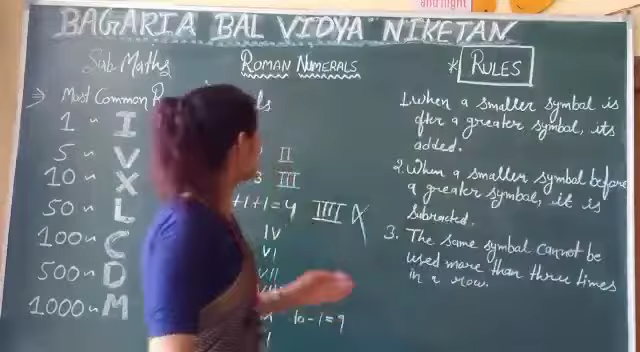 and night
BAGARIA BAL VIDYA NIKETAN
Sub Maths
ROMAN NUMERALS
* RULES
⇒ Most Common
1 ~ I
5 ~ V
10 ~ X
50 ~ L
100 ~ C
500 ~ D
1000 ~ M
II
3 III
+1+1=4 IIII X
IV
VI
VII
10-1=9
1. When a smaller symbol is
after a greater symbol, its
added.
2. When a smaller symbol before
a greater symbol, it is
subracted.
3. The same symbol cannot be
used more than three times
in a row.